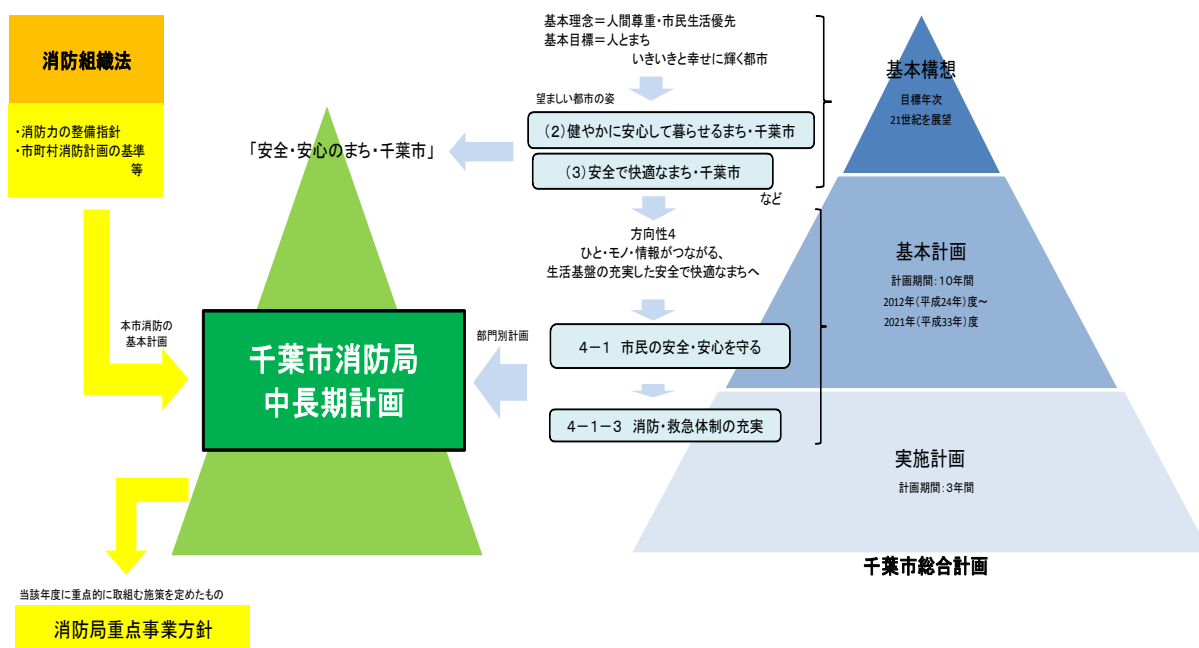 消防組織法
・消防力の整備指針
・市町村消防計画の基準
等
本市消防の
基本計画
「安全・安心のまち・千葉市」
千葉市消防局
中長期計画
当該年度に重点的に取組む施策を定めたもの
消防局重点事業方針
基本理念＝人間尊重・市民生活優先
基本目標＝人とまち
いきいきと幸せに輝く都市
望ましい都市の姿
（２）健やかに安心して暮らせるまち・千葉市
（３）安全で快適なまち・千葉市
など
方向性４
ひと・モノ・情報がつながる、
生活基盤の充実した安全で快適なまちへ
部門別計画
４－１ 市民の安全・安心を守る
４－１－３ 消防・救急体制の充実
基本構想
目標年次
21世紀を展望
基本計画
計画期間：１０年間
2012年（平成24年）度～
2021年（平成33年）度
実施計画
計画期間：３年間
千葉市総合計画